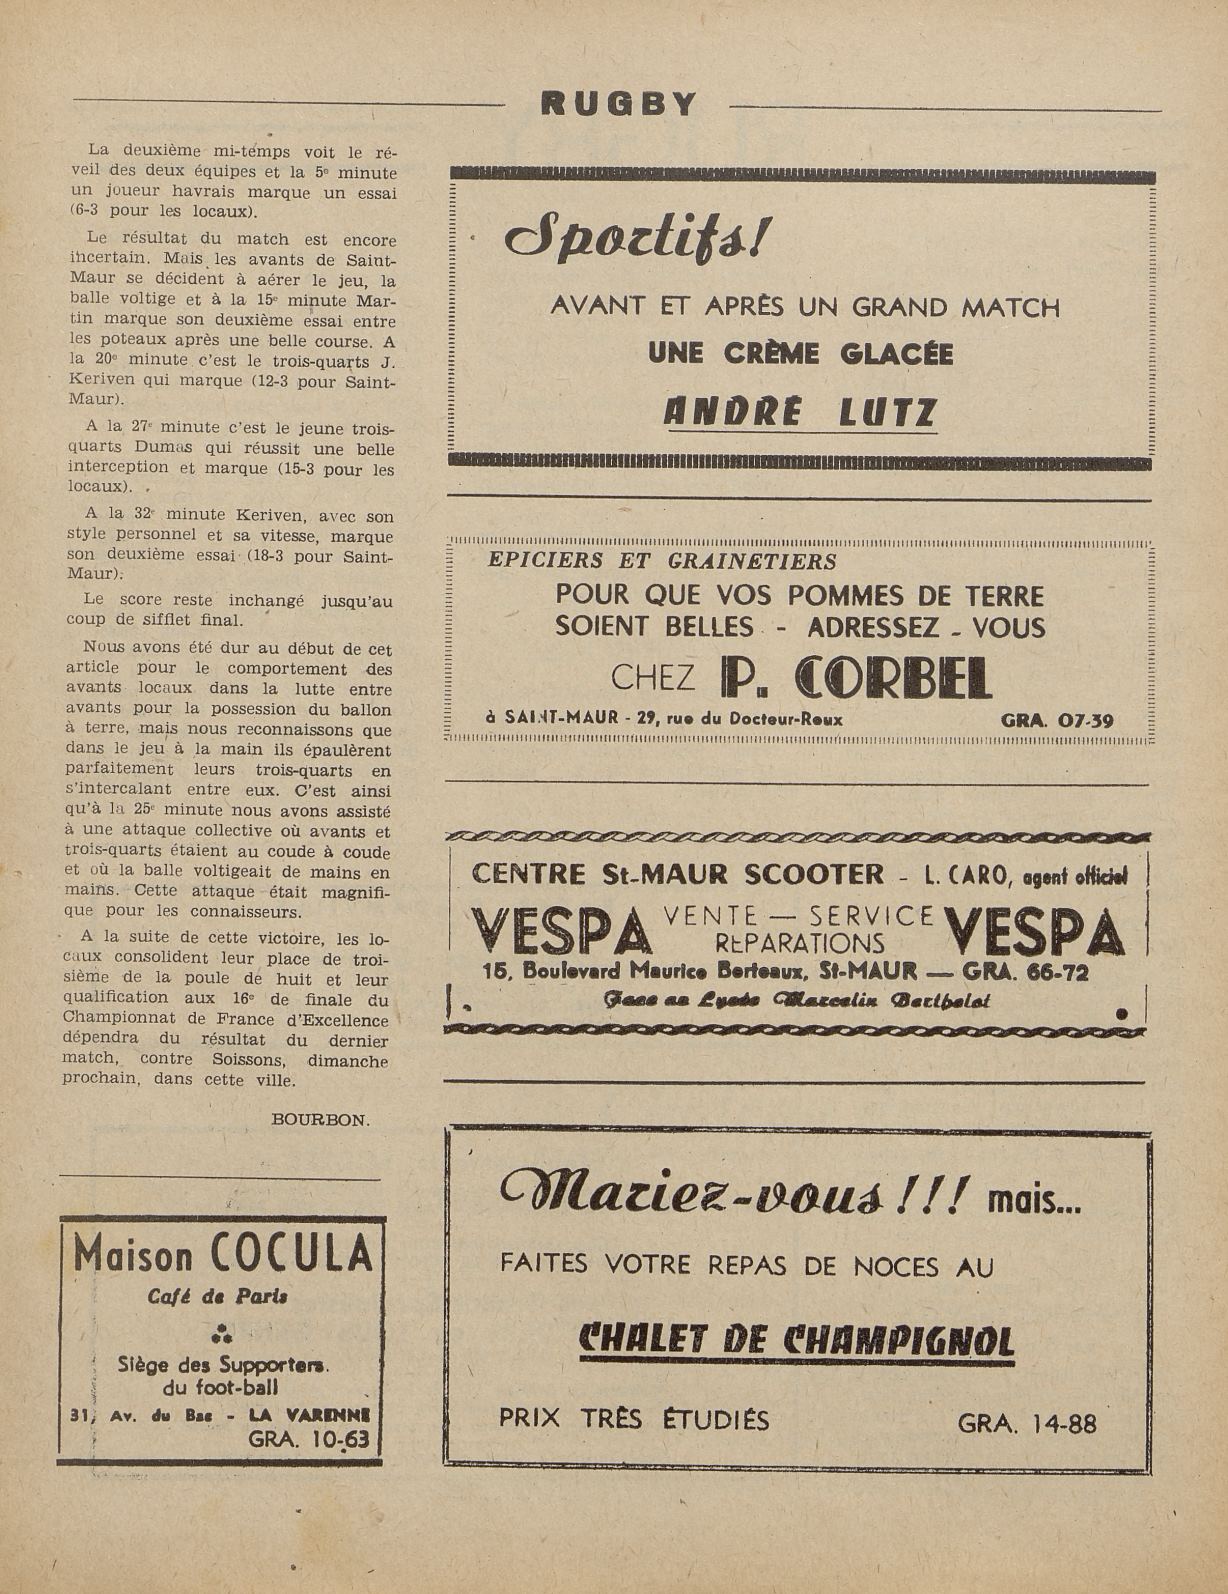 RUGBY
La deuxième mi-temps voit le ré-
veil des deux équipes et la 5e minute
un joueur havrais marque un essai
(6-3 pour les locaux).
Le résultat du match est encore
incertain. Mais les avants de Saint-
Maur se décident à aérer le jeu, la
balle voltige et à la 15e minute Mar-
tin marque son deuxième essai entre
les poteaux après une belle course. A
la 20e minute c'est le trois-quarts J.
Keriven qui marque (12-3 pour Saint-
Maur).
A la 27e minute c'est le jeune trois-
quarts Dumas qui réussit une belle
interception et marque (15-3 pour les
locaux).
A la 32e minute Keriven, avec son
style personnel et sa vitesse, marque
son deuxième essai (18-3 pour Saint-
Maur).
Le score reste inchangé jusqu'au
coup de sifflet final.
Nous avons été dur au début de cet
article pour le comportement des
avants locaux dans la lutte entre
avants pour la possession du ballon
à terre, mais nous reconnaissons que
dans le jeu à la main ils épaulèrent
parfaitement leurs trois-quarts en
s'intercalant entre eux. C'est ainsi
qu'à la 25e minute nous avons assisté
à une attaque collective où avants et
trois-quarts étaient au coude à coude
et où la balle voltigeait de mains en
mains. Cette attaque était magnifi-
que pour les connaisseurs.
A la suite de cette victoire, les lo-
caux consolident leur place de troi-
sième de la poule de huit et leur
qualification aux 16e de finale du
Championnat de France d'Excellence
dépendra du résultat du dernier
match, contre Soissons, dimanche
prochain, dans cette ville.
BOURBON.
Maison COCULA
Café de Paris
Siège des Supporters.
du foot-ball
31, Av. du Bac - LA VARENNE
GRA. 10-63
Sportifs!
AVANT ET APRÈS UN GRAND MATCH
UNE CRÈME GLACÉE
ANDRÉ LUTZ
EPICIERS ET GRAINETIERS
POUR QUE VOS POMMES DE TERRE
SOIENT BELLES - ADRESSEZ - VOUS
CHEZ P. CORBEL
à SAINT-MAUR - 29, rue du Docteur-Roux GRA. 07-39
CENTRE St-MAUR SCOOTER - L. CARO, agent officiel
VESPA VENTE — SERVICE VESPA
RÉPARATIONS
15, Boulevard Maurice Berteaux, St-MAUR — GRA. 66-72
Face au Lycée Marcelin Berthelot
Mariez-vous !!! mais...
FAITES VOTRE REPAS DE NOCES AU
CHALET DE CHAMPIGNOL
PRIX TRÈS ÉTUDIÉS GRA. 14-88